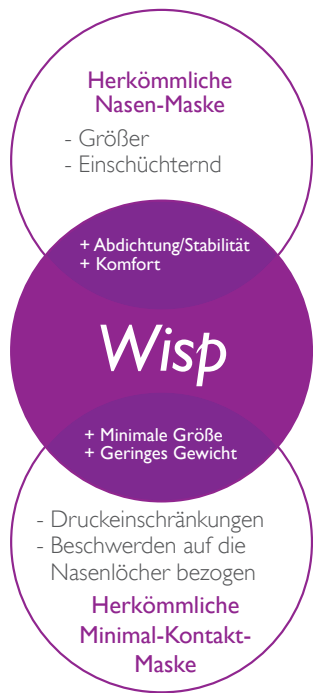 Herkömmliche
Nasen-Maske
- Größer
- Einschüchternd
+ Abdichtung/Stabilität
+ Komfort
Wisp
+ Minimale Größe
+ Geringes Gewicht
- Druckeinschränkungen
- Beschwerden auf die
Nasenlöcher bezogen
Herkömmliche
Minimal-Kontakt-
Maske